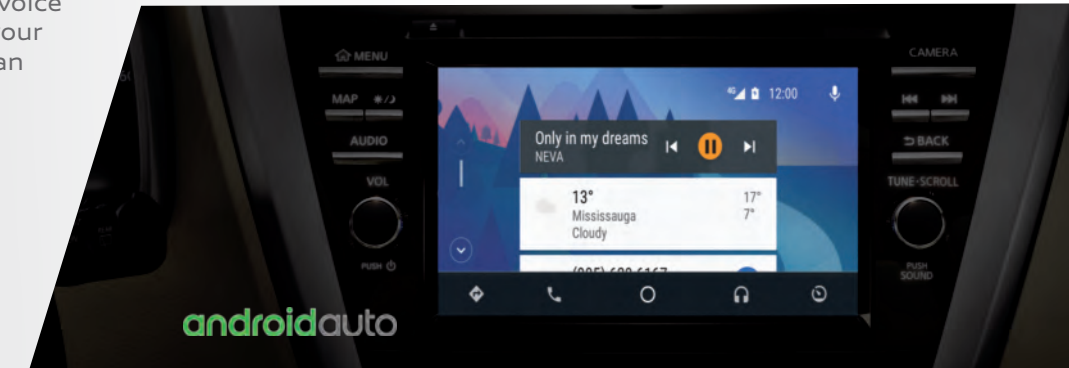 voice
our
an
MENU
MAP
AUDIO
VOL
PUSH
4G 12:00
Only in my dreams
NEVA
13°
Mississauga
Cloudy
17°
7°
CAMERA
BACK
TUNE·SCROLL
PUSH
SOUND
androidauto